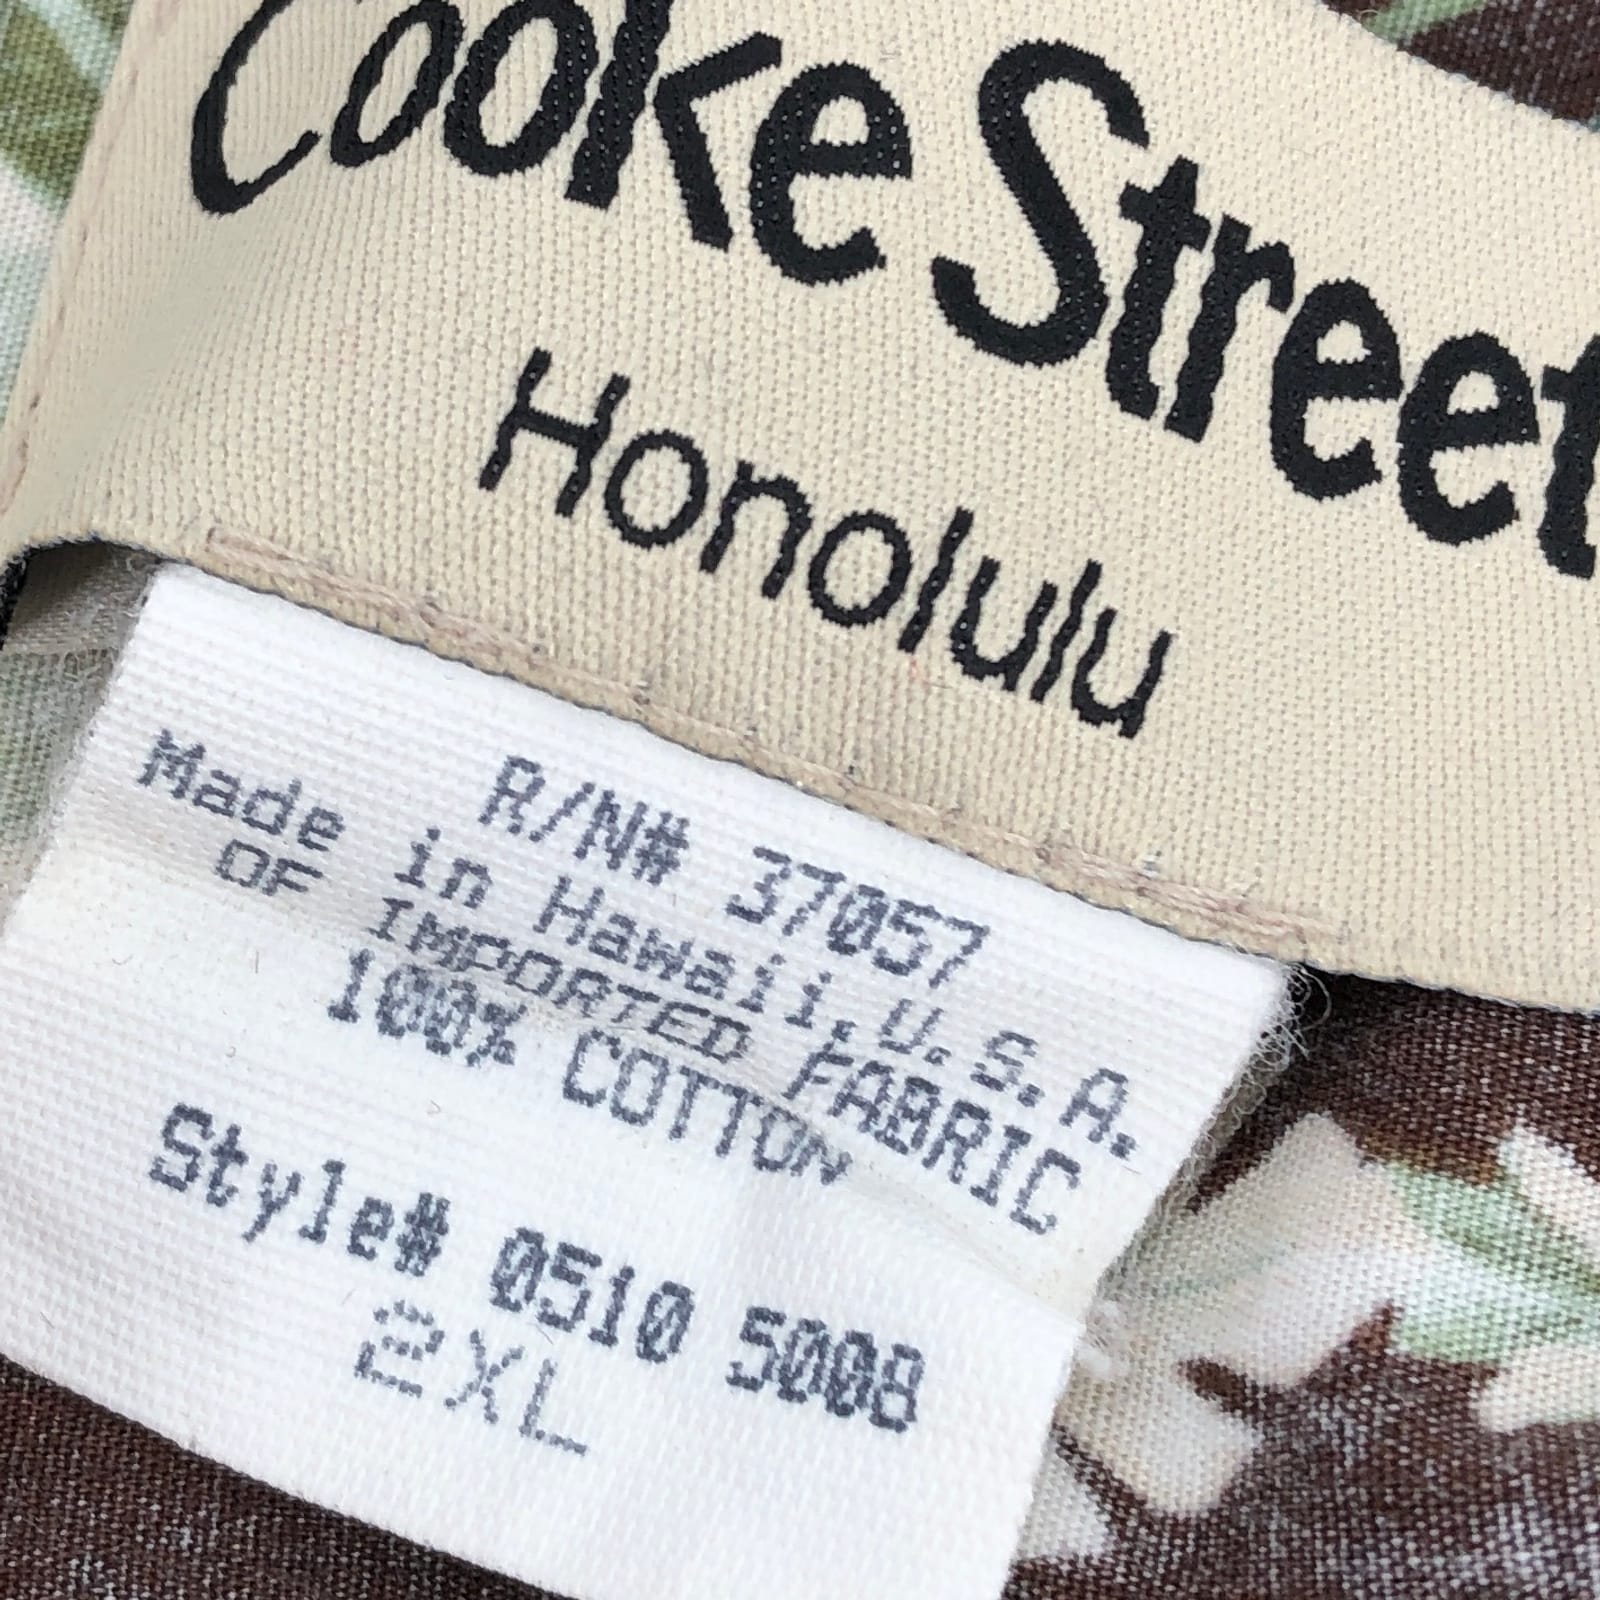 Cooke Street
Honolulu
R/N# 37057
Made in Hawaii, U.S.A.
OF IMPORTED FABRIC
100% COTTON
Style# 0510 5008
2XL